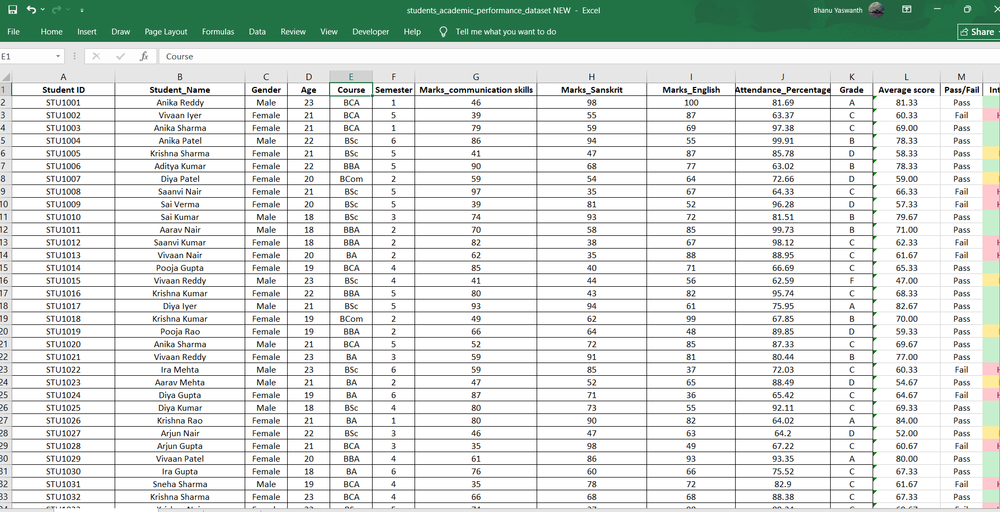 students_academic_performance_dataset NEW - Excel
Bhanu Yaswanth
File Home Insert Draw Page Layout Formulas Data Review View Developer Help Tell me what you want to do
Share
E1 fx Course
A B C D E F G H I J K L M
1 Student ID Student_Name Gender Age Course Semester Marks_communication skills Marks_Sanskrit Marks_English Attendance_Percentage Grade Average score Pass/Fail Int
2 STU1001 Anika Reddy Male 23 BCA 1 46 98 100 81.69 A 81.33 Pass
3 STU1002 Vivaan Iyer Female 21 BCA 5 39 55 87 63.37 C 60.33 Fail
4 STU1003 Anika Sharma Female 21 BCA 1 79 59 69 97.38 C 69.00 Pass
5 STU1004 Anika Patel Male 22 BSc 6 86 94 55 99.91 B 78.33 Pass
6 STU1005 Krishna Sharma Female 21 BSc 5 41 47 87 85.78 D 58.33 Pass
7 STU1006 Aditya Kumar Female 22 BBA 5 90 68 77 63.02 B 78.33 Pass
8 STU1007 Diya Patel Female 20 BCom 2 59 54 64 72.66 D 59.00 Pass
9 STU1008 Saanvi Nair Female 21 BSc 5 97 35 67 64.33 C 66.33 Fail
10 STU1009 Sai Verma Female 20 BSc 5 39 81 52 96.28 D 57.33 Fail
11 STU1010 Sai Kumar Male 18 BSc 3 74 93 72 81.51 B 79.67 Pass
12 STU1011 Aarav Nair Male 18 BBA 2 70 58 85 99.73 B 71.00 Pass
13 STU1012 Saanvi Kumar Female 18 BBA 2 82 38 67 98.12 C 62.33 Fail
14 STU1013 Vivaan Nair Female 20 BA 2 62 35 88 88.95 C 61.67 Fail
15 STU1014 Pooja Gupta Female 19 BCA 4 85 40 71 66.69 C 65.33 Pass
16 STU1015 Vivaan Reddy Male 23 BSc 4 41 44 56 62.59 F 47.00 Pass
17 STU1016 Krishna Kumar Female 22 BBA 5 80 43 82 95.74 C 68.33 Pass
18 STU1017 Diya Iyer Male 21 BSc 5 93 94 61 75.95 A 82.67 Pass
19 STU1018 Krishna Kumar Female 19 BCom 2 49 62 99 67.85 B 70.00 Pass
20 STU1019 Pooja Rao Female 19 BBA 2 66 64 48 89.85 D 59.33 Pass
21 STU1020 Anika Sharma Male 21 BCA 5 52 72 85 87.33 C 69.67 Pass
22 STU1021 Vivaan Reddy Female 23 BA 3 59 91 81 80.44 B 77.00 Pass
23 STU1022 Ira Mehta Male 23 BSc 6 59 85 37 72.03 C 60.33 Fail
24 STU1023 Aarav Mehta Male 21 BA 2 47 52 65 88.49 D 54.67 Pass
25 STU1024 Diya Gupta Female 19 BA 6 87 71 36 65.42 C 64.67 Fail
26 STU1025 Diya Kumar Male 18 BSc 4 80 73 55 92.11 C 69.33 Pass
27 STU1026 Krishna Rao Female 21 BA 1 80 90 82 64.02 A 84.00 Pass
28 STU1027 Arjun Nair Female 22 BSc 3 46 47 63 64.2 D 52.00 Pass
29 STU1028 Arjun Gupta Female 21 BCA 3 35 98 49 67.22 C 60.67 Fail
30 STU1029 Vivaan Patel Female 20 BBA 4 61 86 93 93.35 A 80.00 Pass
31 STU1030 Ira Gupta Female 18 BA 6 76 60 66 75.52 C 67.33 Pass
32 STU1031 Sneha Sharma Male 19 BCA 4 35 78 72 82.9 C 61.67 Fail
33 STU1032 Krishna Sharma Female 23 BCA 4 66 68 68 88.38 C 67.33 Pass